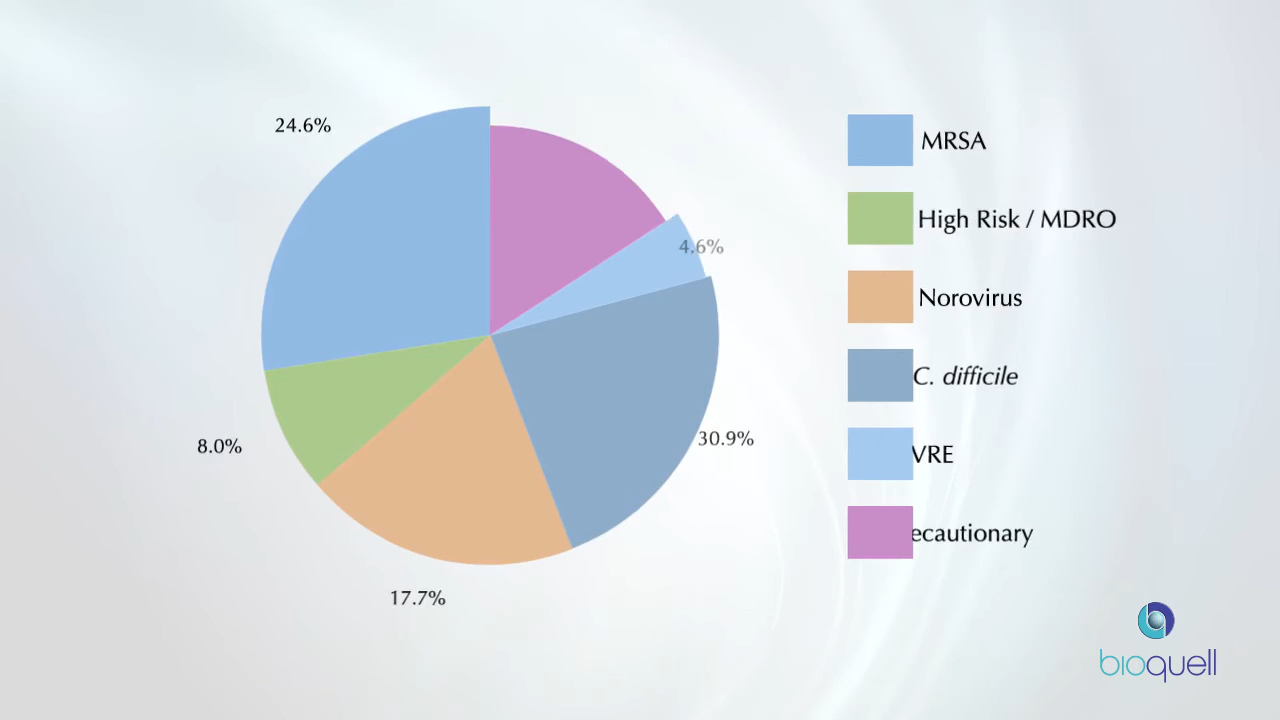 24.6%
4.6%
30.9%
8.0%
17.7%
MRSA
High Risk / MDRO
Norovirus
C. difficile
VRE
ecautionary
bioquell